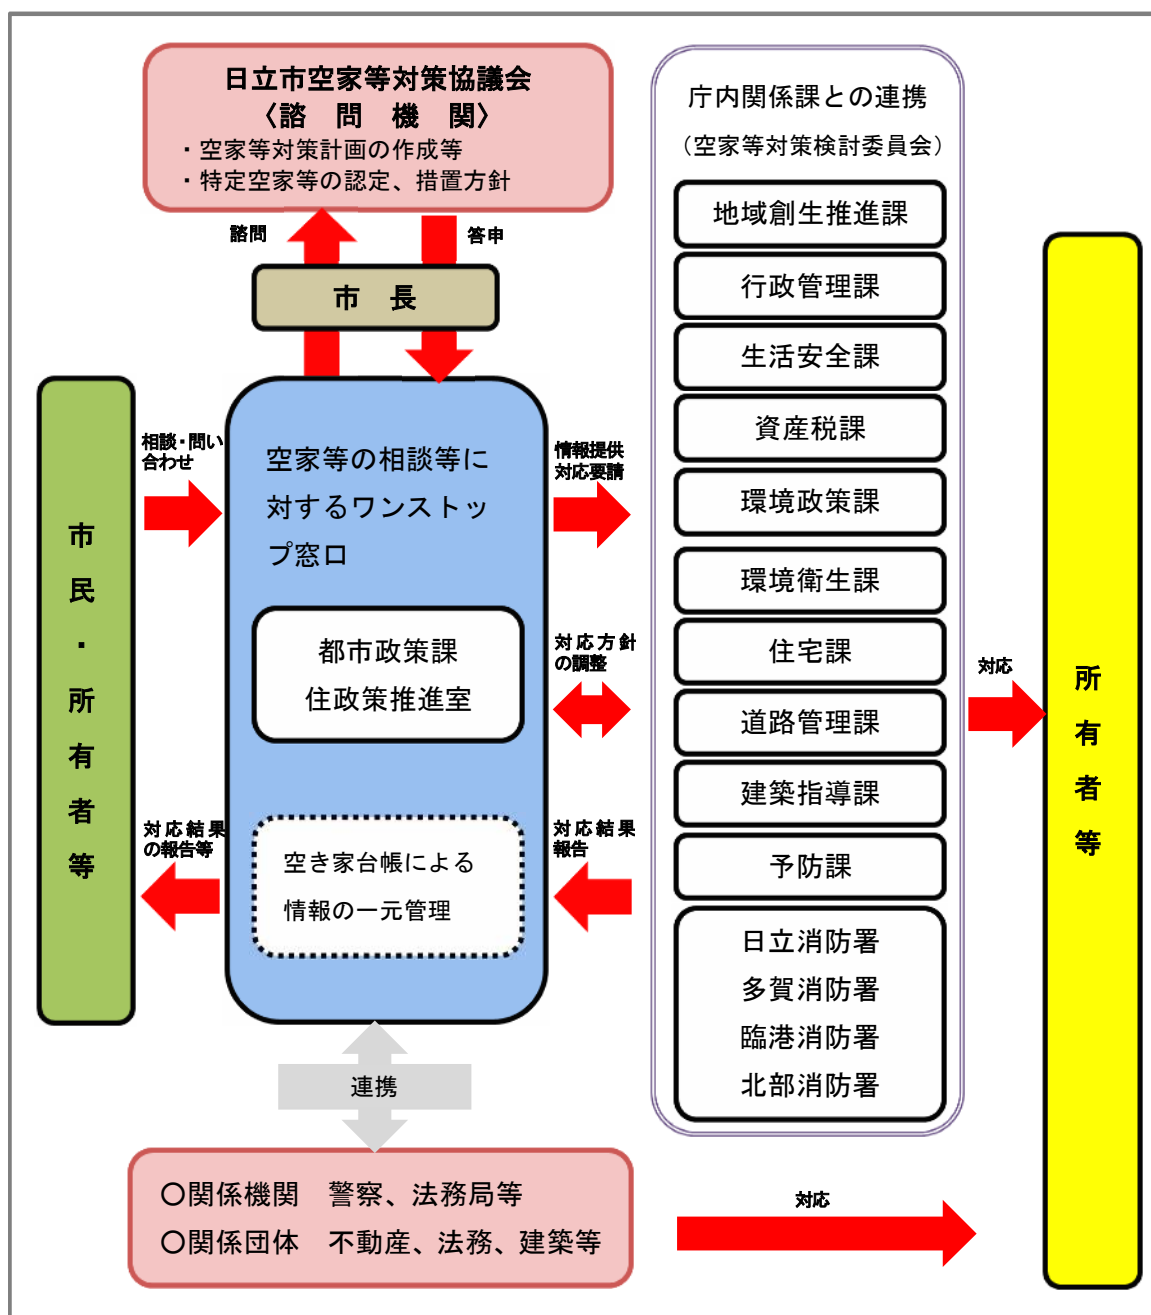 日立市空家等対策協議会
〈諮　問　機　関〉
・空家等対策計画の作成等
・特定空家等の認定、措置方針
諮問
答申
市　長
市民・所有者等
相談・問い
合わせ
対応結果
の報告等
空家等の相談等に
対するワンストッ
プ窓口
都市政策課
住政策推進室
空き家台帳による
情報の一元管理
情報提供
対応要請
対応方針
の調整
対応結果
報告
庁内関係課との連携
（空家等対策検討委員会）
地域創生推進課
行政管理課
生活安全課
資産税課
環境政策課
環境衛生課
住宅課
道路管理課
建築指導課
予防課
日立消防署
多賀消防署
臨港消防署
北部消防署
対応
所有者等
連携
〇関係機関　警察、法務局等
〇関係団体　不動産、法務、建築等
対応